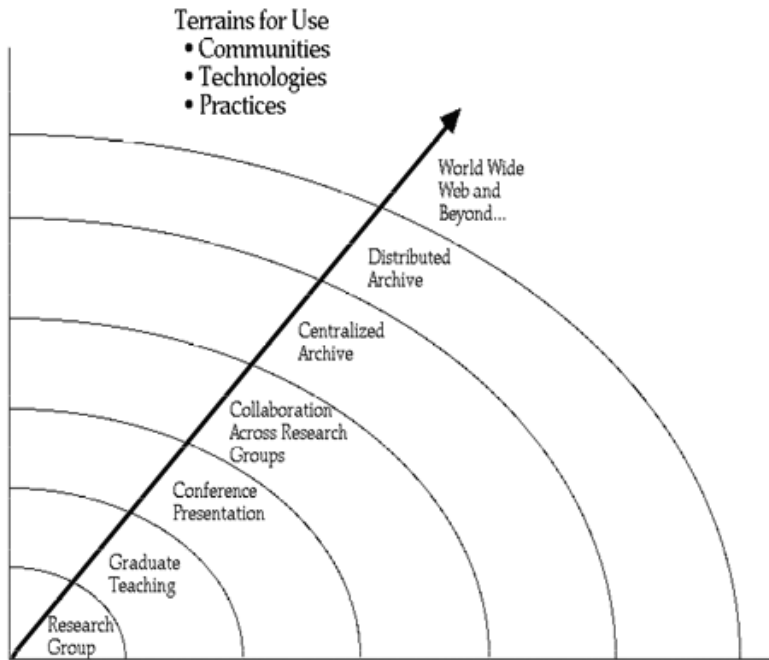 Terrains for Use
• Communities
• Technologies
• Practices
World Wide
Web and
Beyond...
Distributed
Archive
Centralized
Archive
Collaboration
Across Research
Groups
Conference
Presentation
Graduate
Teaching
Research
Group